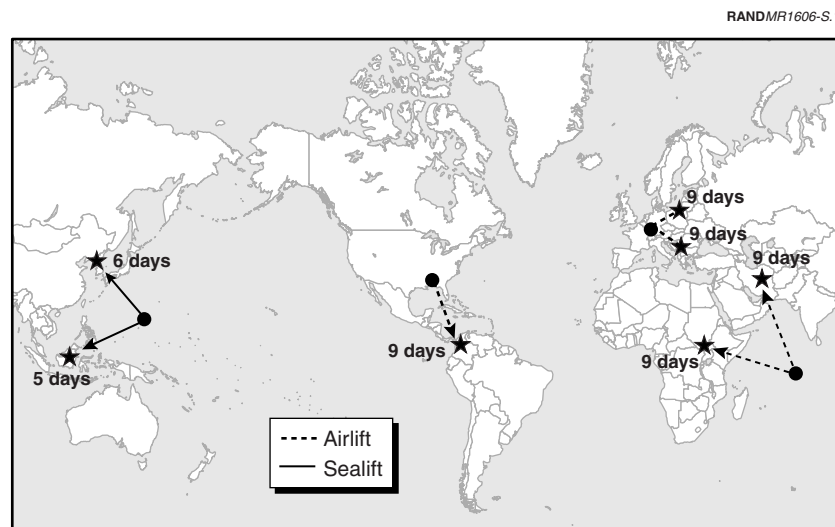 RANDMR1606-S.
9 days
9 days
6 days
9 days
9 days
9 days
5 days
Airlift
Sealift